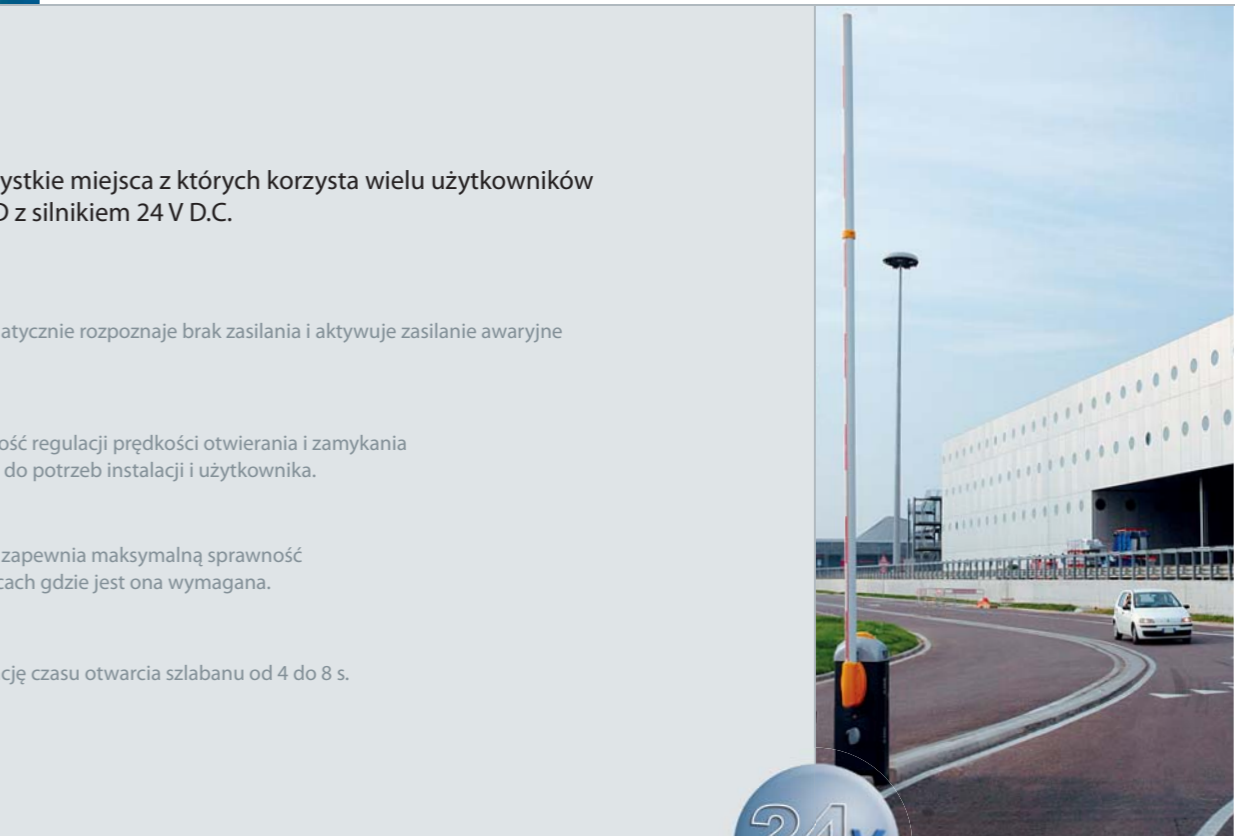 ystkie miejsca z których korzysta wielu użytkowników
D z silnikiem 24 V D.C.
atycznie rozpoznaje brak zasilania i aktywuje zasilanie awaryjne
ość regulacji prędkości otwierania i zamykania
do potrzeb instalacji i użytkownika.
zapewnia maksymalną sprawność
cach gdzie jest ona wymagana.
cję czasu otwarcia szlabanu od 4 do 8 s.
24V